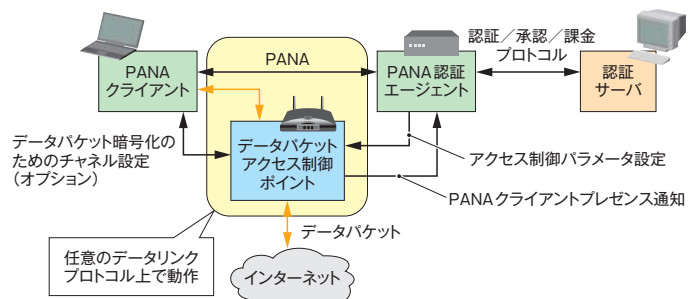 PANA
クライアント
PANA
PANA認証
エージェント
認証／承認／課金
プロトコル
認証
サーバ
データパケット暗号化の
ためのチャネル設定
（オプション）
データパケット
アクセス制御
ポイント
アクセス制御パラメータ設定
PANAクライアントプレゼンス通知
データパケット
任意のデータリンク
プロトコル上で動作
インターネット